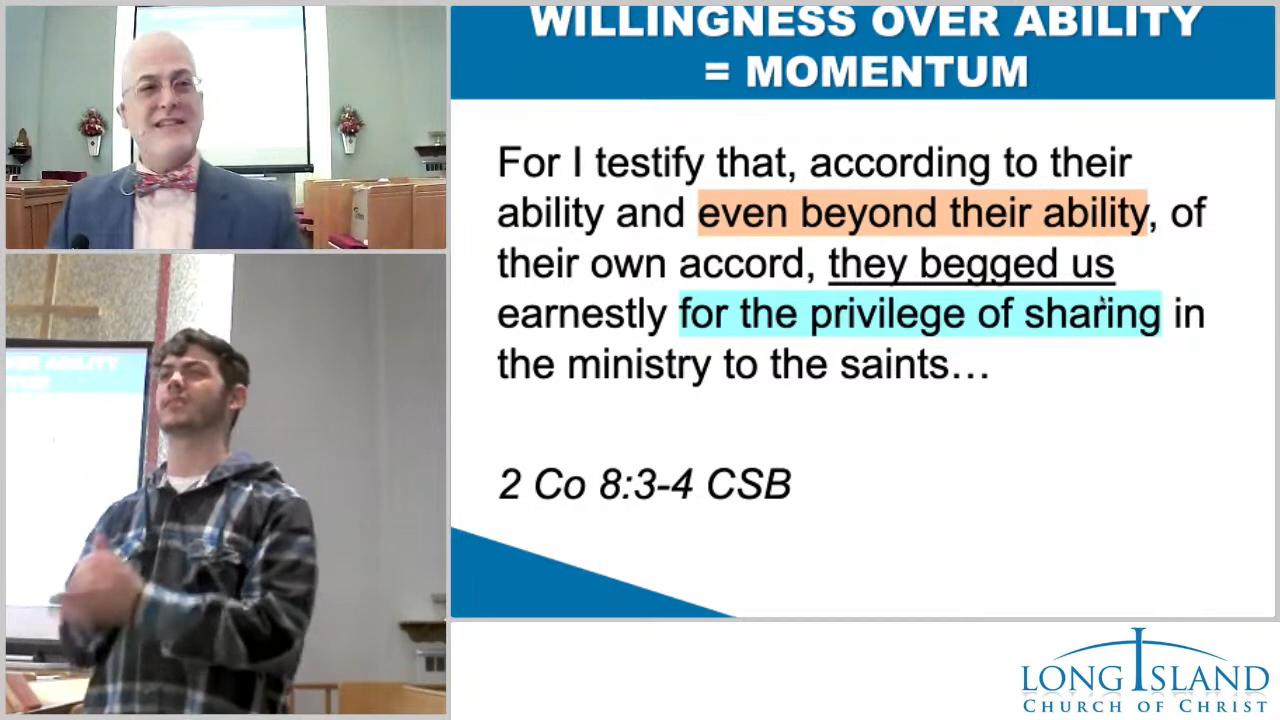 WILLINGNESS OVER ABILITY
= MOMENTUM
For I testify that, according to their
ability and even beyond their ability, of
their own accord, they begged us
earnestly for the privilege of sharing in
the ministry to the saints…
2 Co 8:3-4 CSB
LONG ISLAND
CHURCH OF CHRIST